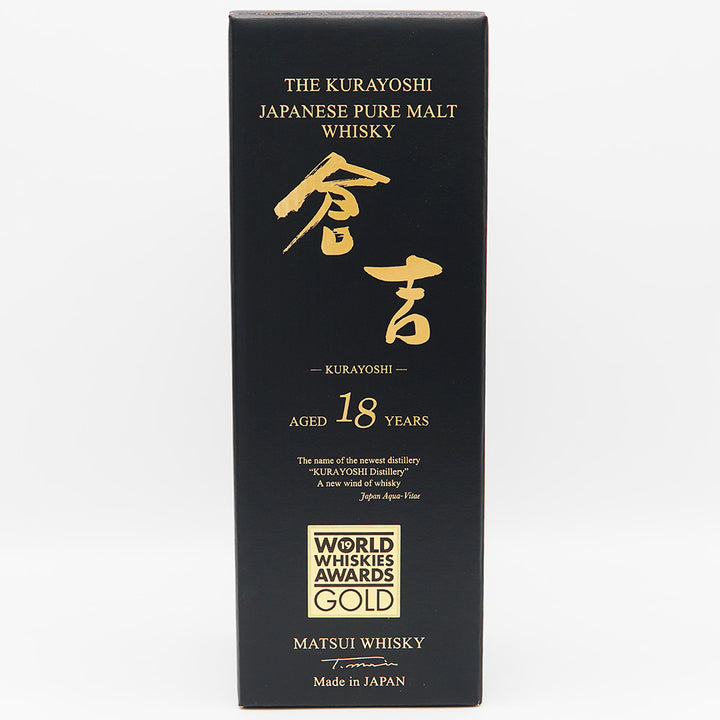 THE KURAYOSHI
JAPANESE PURE MALT
WHISKY
倉
吉
— KURAYOSHI —
AGED 18 YEARS
The name of the newest distillery
“KURAYOSHI Distillery”
A new wind of whisky
Japan Aqua-Vitae
WORLD
19
WHISKIES
AWARDS
GOLD
MATSUI WHISKY
Made in JAPAN